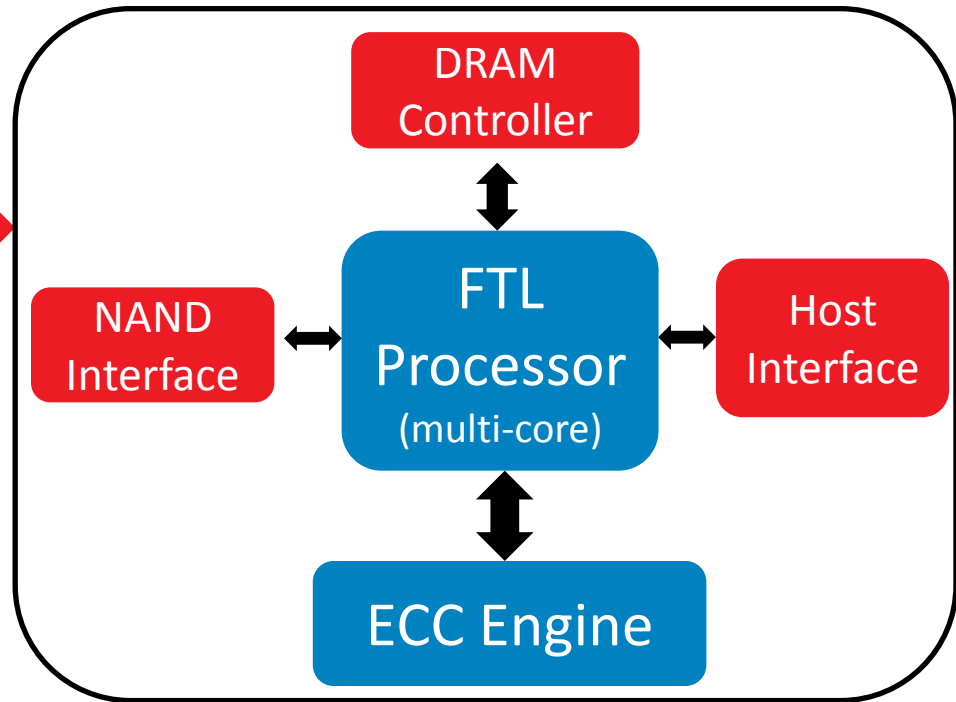 DRAM
Controller
NAND
Interface
FTL
Processor
(multi-core)
Host
Interface
ECC Engine